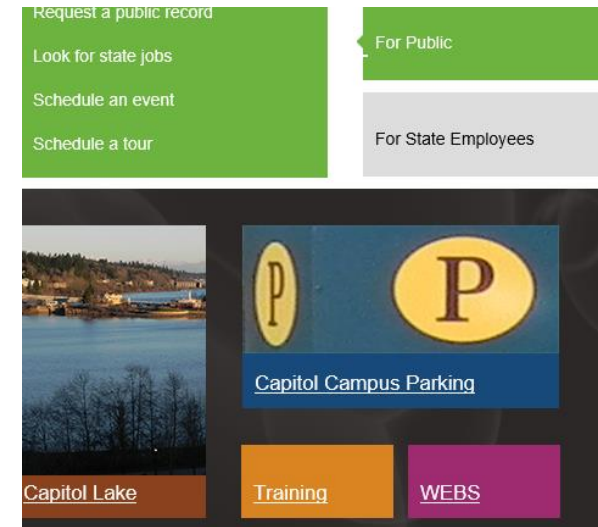 Request a public record
Look for state jobs
Schedule an event
Schedule a tour
For Public
For State Employees
P
P
Capitol Campus Parking
Capitol Lake
Training
WEBS